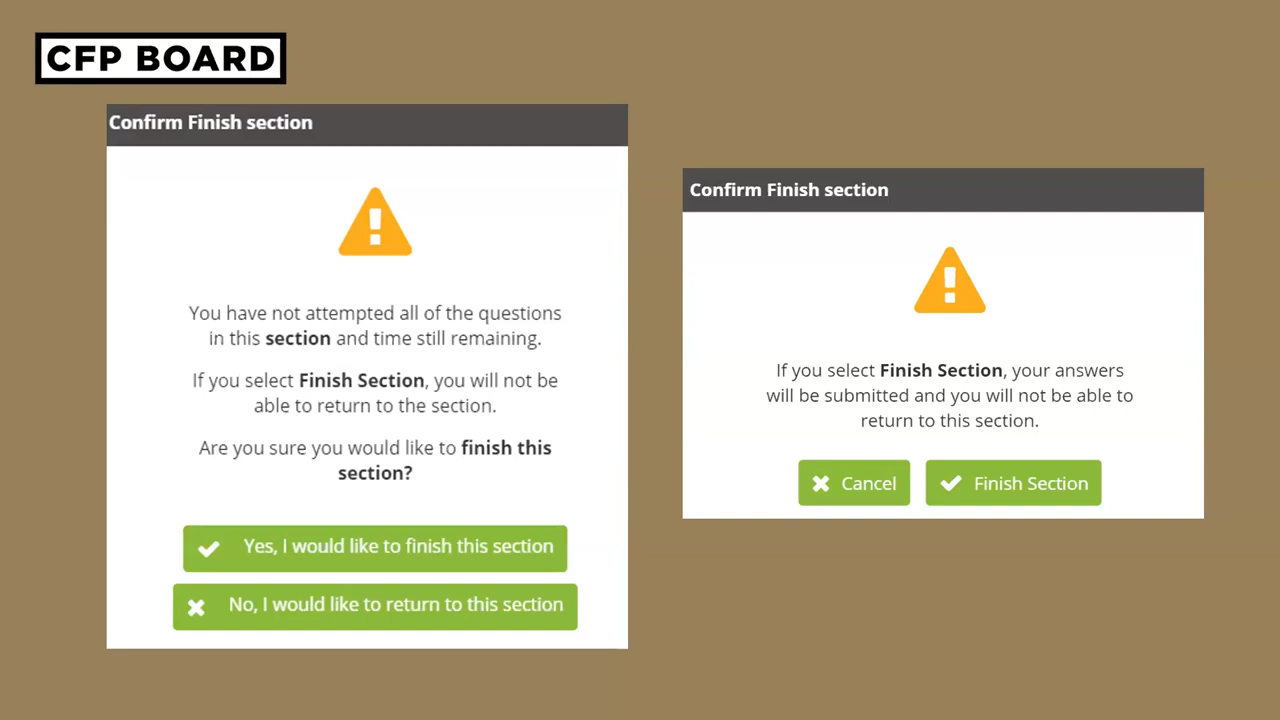 CFP BOARD
Confirm Finish section
You have not attempted all of the questions
in this section and time still remaining.
If you select Finish Section, you will not be
able to return to the section.
Are you sure you would like to finish this
section?
Yes, I would like to finish this section
No, I would like to return to this section
Confirm Finish section
If you select Finish Section, your answers
will be submitted and you will not be able to
return to this section.
Cancel
Finish Section